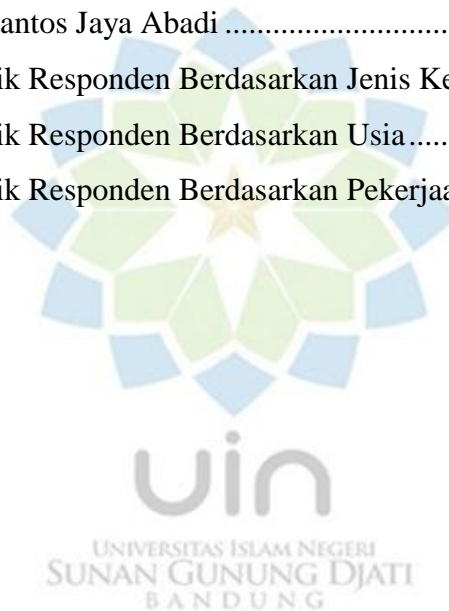 antos Jaya Abadi ...........................
ik Responden Berdasarkan Jenis Ke
ik Responden Berdasarkan Usia.....
ik Responden Berdasarkan Pekerjaa
uin
UNIVERSITAS ISLAM NEGERI
SUNAN GUNUNG DJATI
BANDUNG